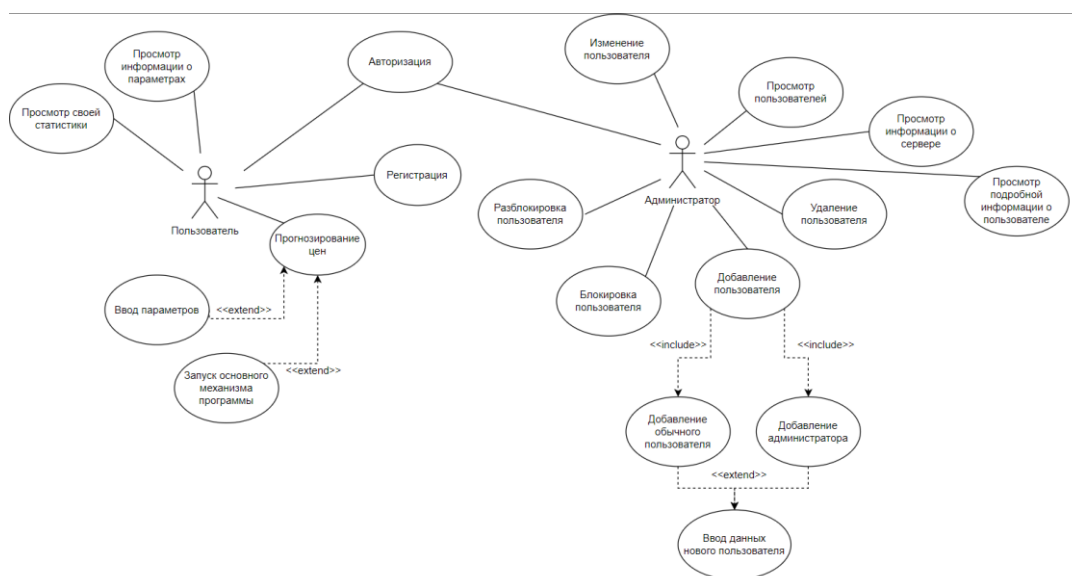 Просмотр
информации о
параметрах
Авторизация
Изменение
пользователя
Просмотр своей
статистики
Просмотр
пользователей
Просмотр
информации о
сервере
Регистрация
Пользователь
Администратор
Разблокировка
пользователя
Удаление
пользователя
Просмотр
подробной
информации о
пользователе
Прогнозирование
цен
Блокировка
пользователя
Добавление
пользователя
Ввод параметров
<<extend>>
<<include>>
<<include>>
Запуск основного
механизма
программы
<<extend>>
Добавление
обычного
пользователя
Добавление
администратора
<<extend>>
Ввод данных
нового пользователя